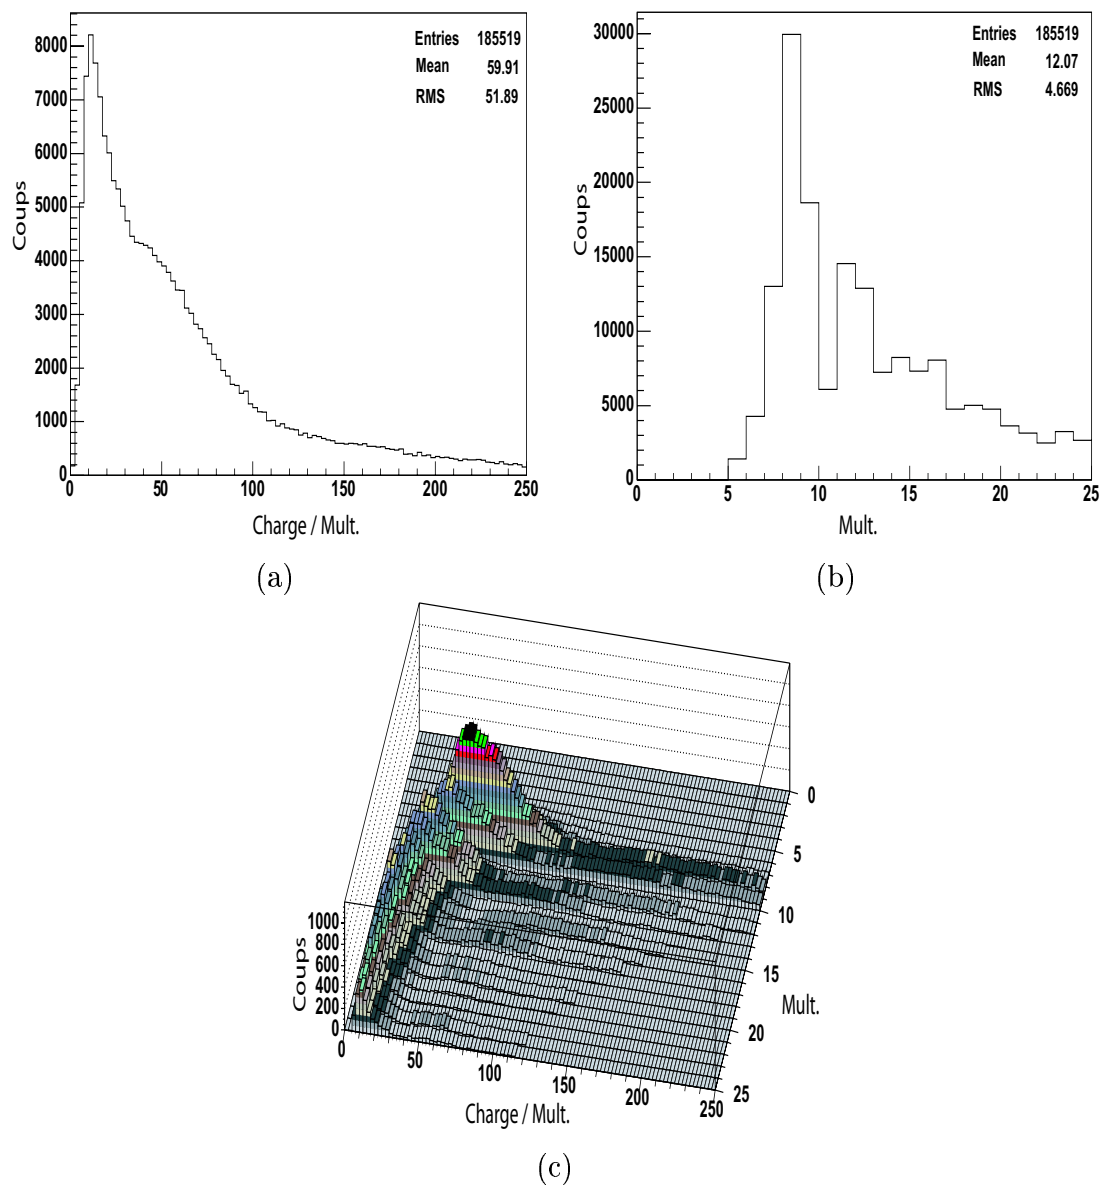 Entries 185519
Mean 59.91
RMS 51.89
8000
7000
6000
5000
4000
3000
2000
1000
0
Coups
0 50 100 150 200 250
Charge / Mult.
(a)
Entries 185519
Mean 12.07
RMS 4.669
30000
25000
20000
15000
10000
5000
0
Coups
0 5 10 15 20 25
Mult.
(b)
1000
800
600
400
200
0
Coups
0 50 100 150 200 250
Charge / Mult.
0
5
10
15
20
25
Mult.
(c)